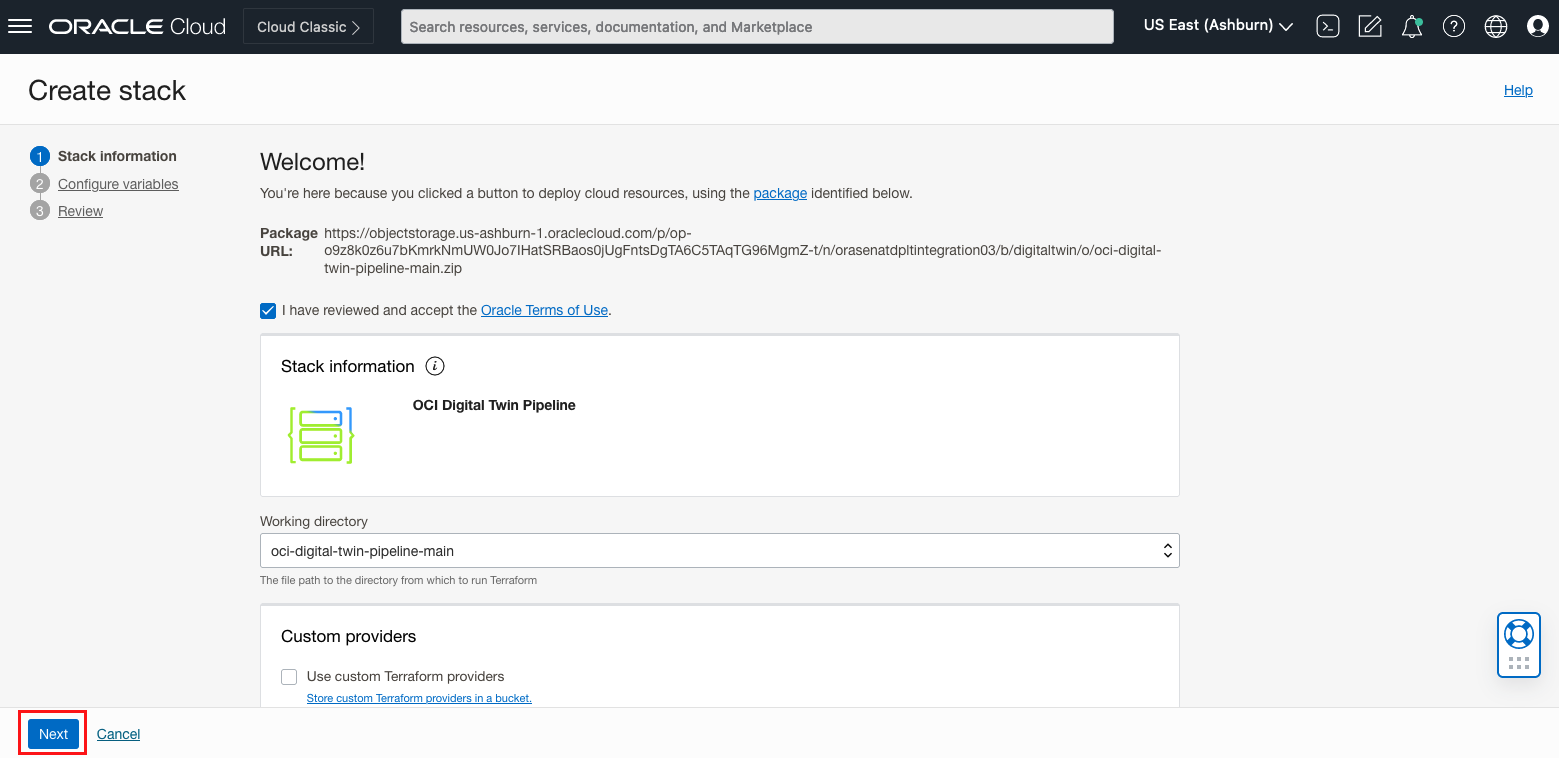 ORACLE Cloud
Cloud Classic
Search resources, services, documentation, and Marketplace
US East (Ashburn)
Create stack
Help
1 Stack information
2 Configure variables
3 Review
Welcome!
You're here because you clicked a button to deploy cloud resources, using the package identified below.
Package URL:
https://objectstorage.us-ashburn-1.oraclecloud.com/p/op-
o9z8k0z6u7bKmrkNmUW0Jo7IHatSRBaos0jUgFntsDgTA6C5TAqTG96MgmZ-t/n/orasenatdpltintegration03/b/digitaltwin/o/oci-digital-
twin-pipeline-main.zip
I have reviewed and accept the Oracle Terms of Use.
Stack information i
OCI Digital Twin Pipeline
Working directory
oci-digital-twin-pipeline-main
The file path to the directory from which to run Terraform
Custom providers
Use custom Terraform providers
Store custom Terraform providers in a bucket.
Next
Cancel